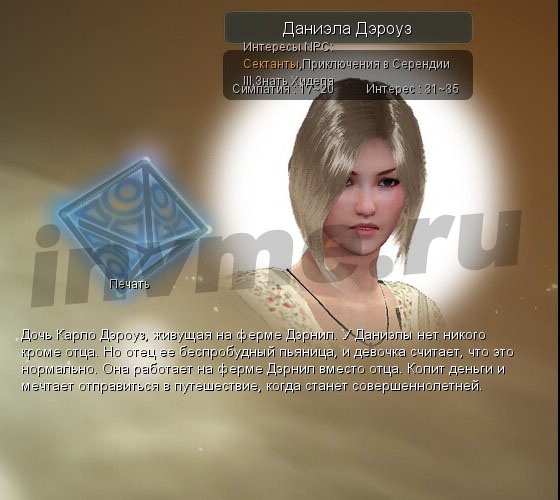 Даниэла Дэроуз
Интересы NPC:
Сектанты,Приключения в Серендии
III,Знать Хиделя
Симпатия : 17~20 Интерес : 31~35
invme.ru
Печать
Дочь Карло Дэроуз, живущая на ферме Дэрнил. У Даниэлы нет никого
кроме отца. Но отец ее беспробудный пьяница, и девочка считает, что это
нормально. Она работает на ферме Дэрнил вместо отца. Копит деньги и
мечтает отправиться в путешествие, когда станет совершеннолетней.